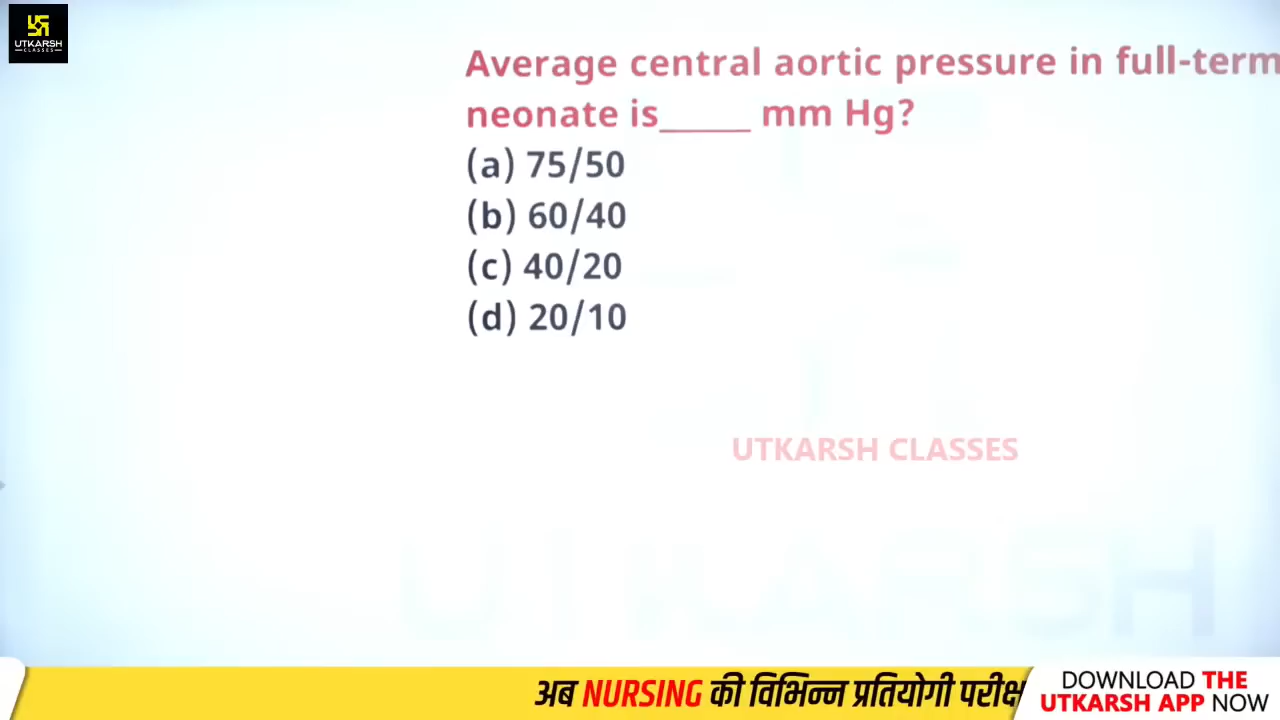 UTKARSH
CLASSES
Average central aortic pressure in full-term
neonate is_____ mm Hg?
(a) 75/50
(b) 60/40
(c) 40/20
(d) 20/10
UTKARSH CLASSES
UTKARSH
अब NURSING की विभिन्न प्रतियोगी परीक्ष
DOWNLOAD THE
UTKARSH APP NOW